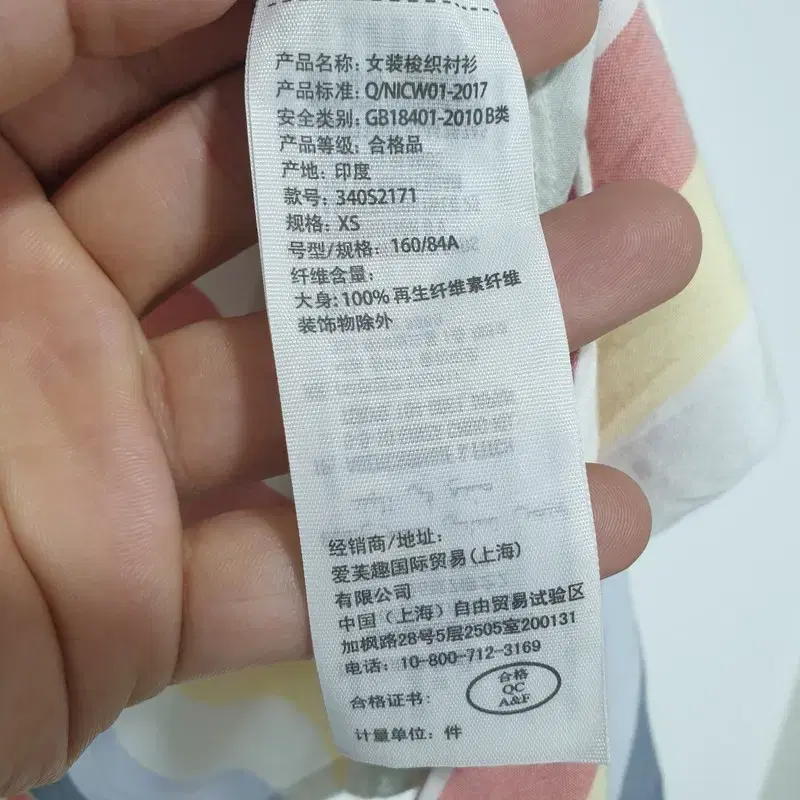 产品名称: 女装梭织衬衫
产品标准: Q/NICW01-2017
安全类别: GB18401-2010 B类
产品等级: 合格品
产地: 印度
款号: 340S2171
规格: XS
号型/规格: 160/84A
纤维含量:
大身: 100% 再生纤维素纤维
装饰物除外
经销商/地址:
爱芙趣国际贸易(上海)
有限公司
中国（上海）自由贸易试验区
加枫路28号5层2505室200131
电话: 10-800-712-3169
合格证书:
合格
QC
A&F
计量单位: 件